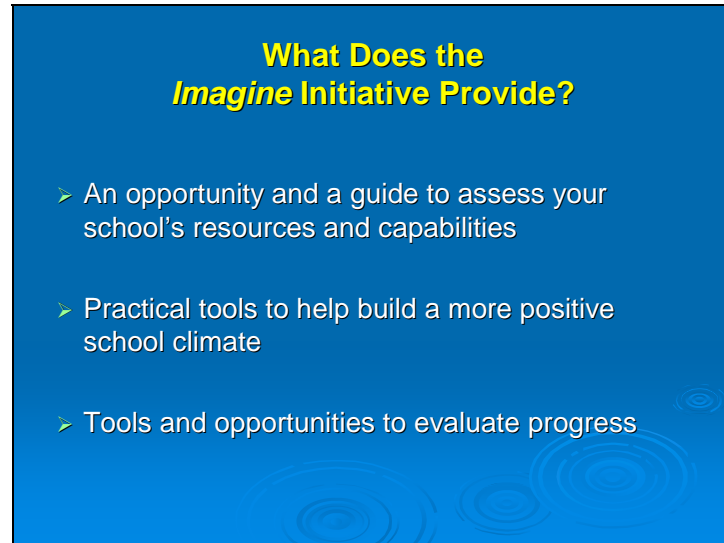 What Does the
Imagine Initiative Provide?
➢ An opportunity and a guide to assess your
school's resources and capabilities
➢ Practical tools to help build a more positive
school climate
➢ Tools and opportunities to evaluate progress